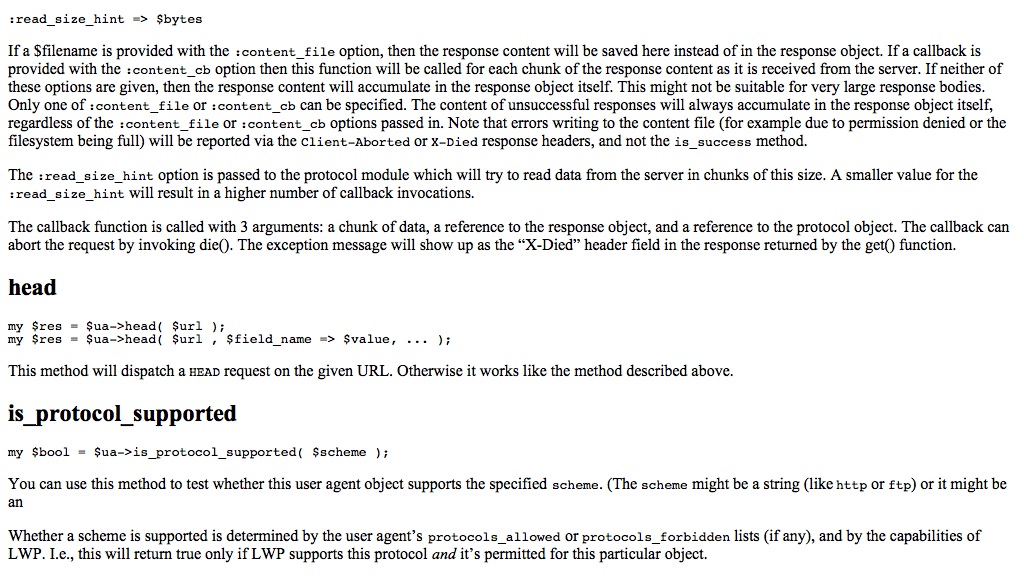 :read_size_hint => $bytes
If a $filename is provided with the :content_file option, then the response content will be saved here instead of in the response object. If a callback is
provided with the :content_cb option then this function will be called for each chunk of the response content as it is received from the server. If neither of
these options are given, then the response content will accumulate in the response object itself. This might not be suitable for very large response bodies.
Only one of :content_file or :content_cb can be specified. The content of unsuccessful responses will always accumulate in the response object itself,
regardless of the :content_file or :content_cb options passed in. Note that errors writing to the content file (for example due to permission denied or the
filesystem being full) will be reported via the Client-Aborted or X-Died response headers, and not the is_success method.
The :read_size_hint option is passed to the protocol module which will try to read data from the server in chunks of this size. A smaller value for the
:read_size_hint will result in a higher number of callback invocations.
The callback function is called with 3 arguments: a chunk of data, a reference to the response object, and a reference to the protocol object. The callback can
abort the request by invoking die(). The exception message will show up as the “X-Died” header field in the response returned by the get() function.
head
my $res = $ua->head( $url );
my $res = $ua->head( $url , $field_name => $value, ... );
This method will dispatch a HEAD request on the given URL. Otherwise it works like the method described above.
is_protocol_supported
my $bool = $ua->is_protocol_supported( $scheme );
You can use this method to test whether this user agent object supports the specified scheme. (The scheme might be a string (like http or ftp) or it might be
an
Whether a scheme is supported is determined by the user agent’s protocols_allowed or protocols_forbidden lists (if any), and by the capabilities of
LWP. I.e., this will return true only if LWP supports this protocol and it’s permitted for this particular object.